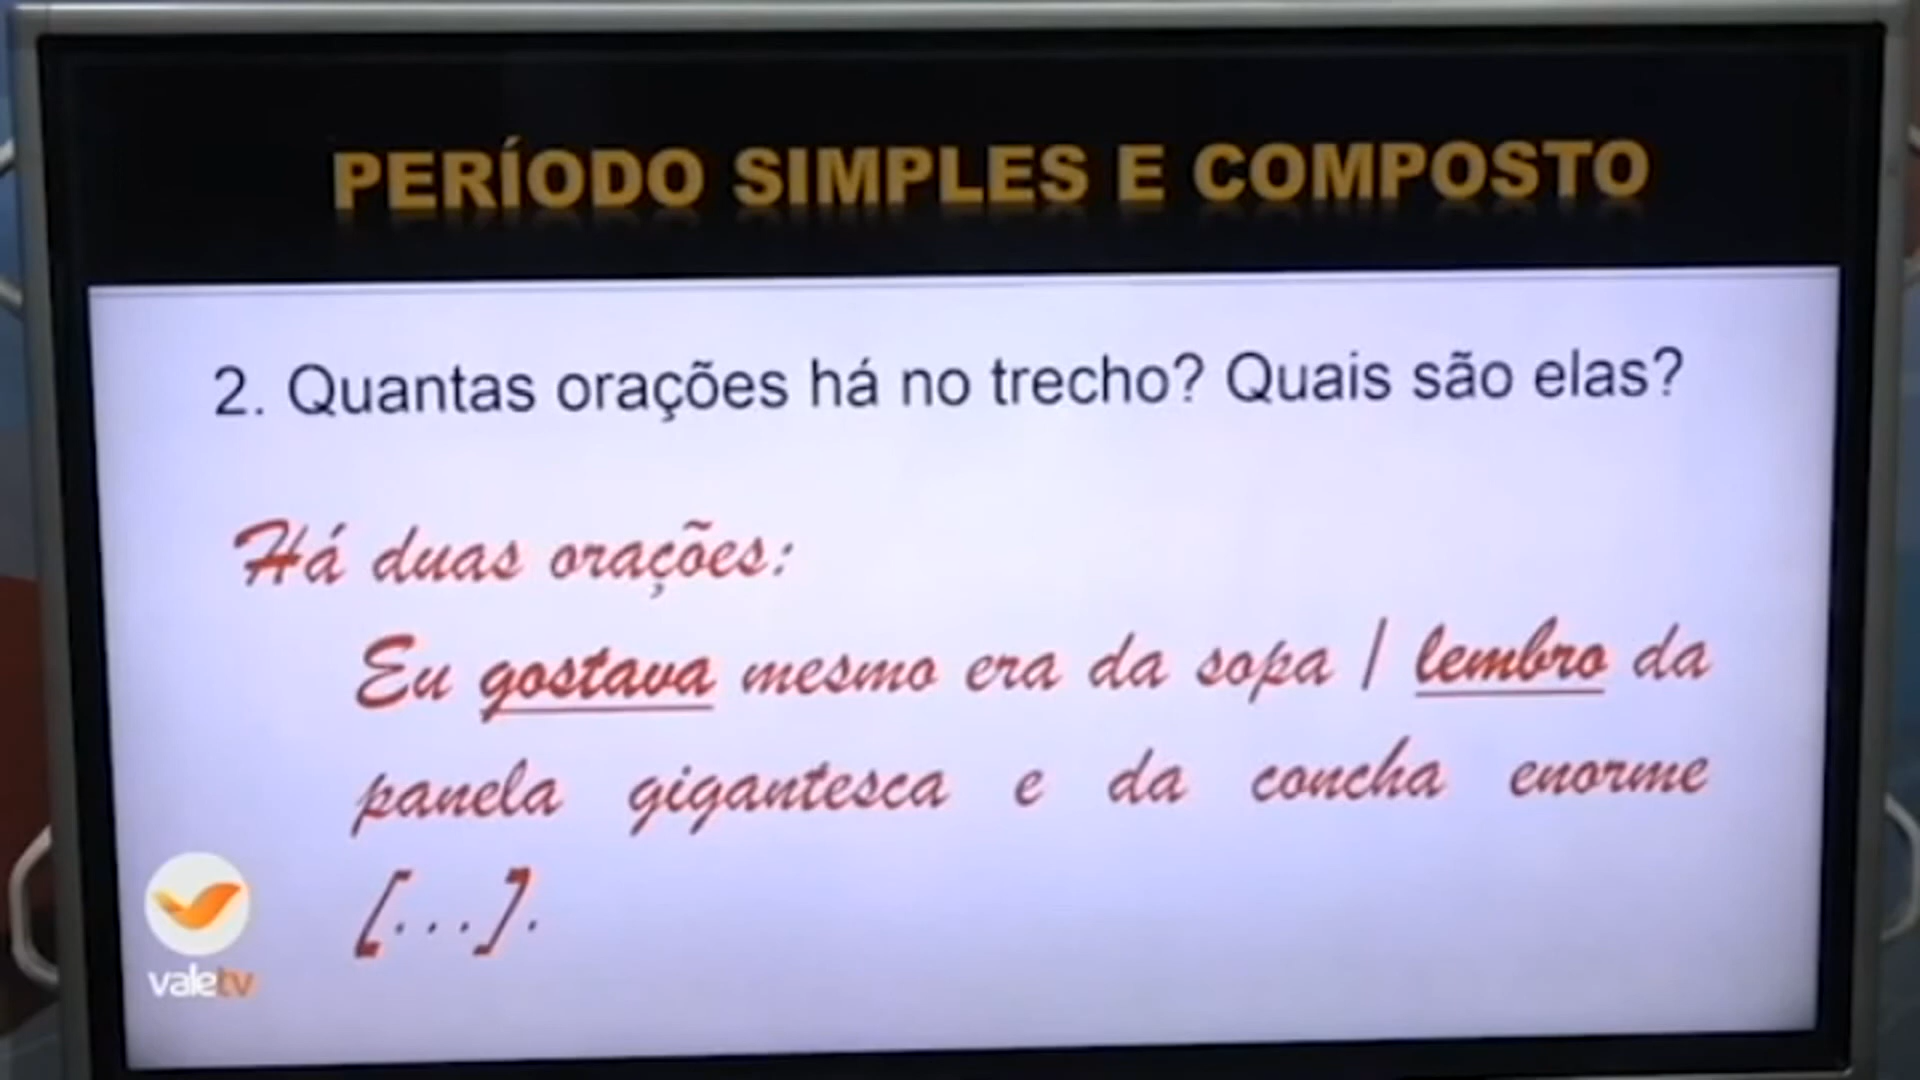 PERÍODO SIMPLES E COMPOSTO
2. Quantas orações há no trecho? Quais são elas?
Há duas orações:
Eu gostava mesmo era da sopa / lembro da
panela gigantesca e da concha enorme
[...].
valetv